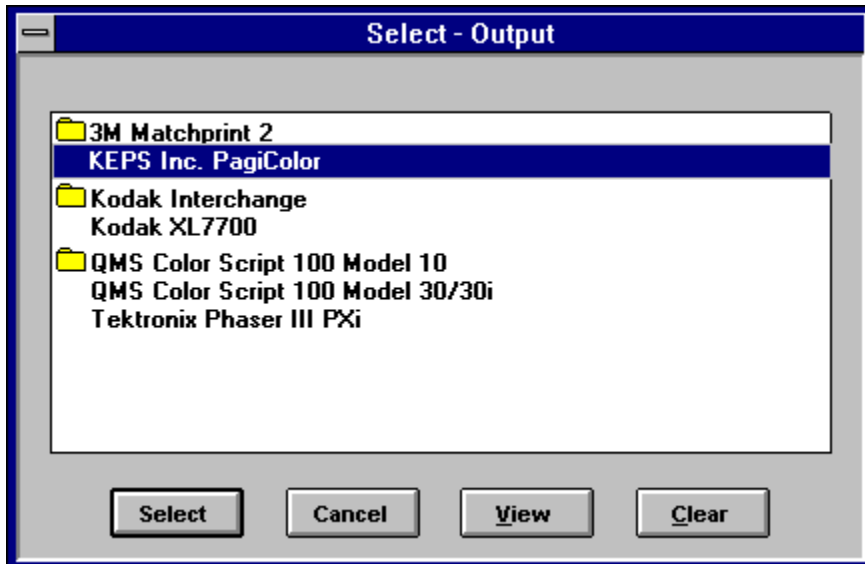 Select - Output
3M Matchprint 2
KEPS Inc. PagiColor
Kodak Interchange
Kodak XL7700
QMS Color Script 100 Model 10
QMS Color Script 100 Model 30/30i
Tektronix Phaser III PXi
Select Cancel View Clear